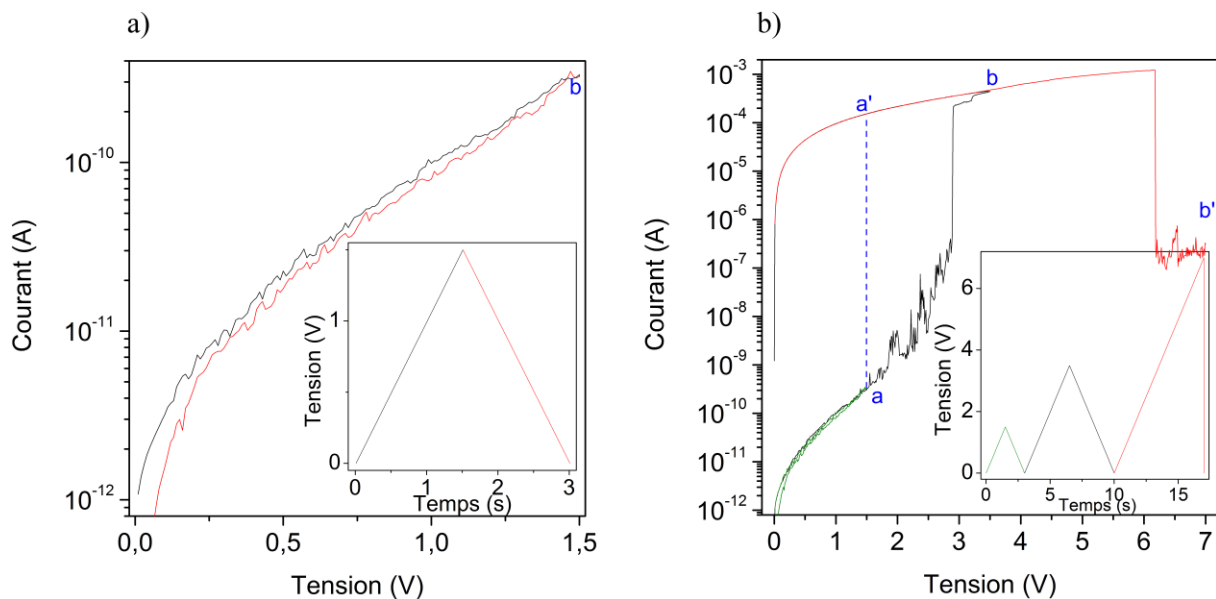 a)
b)
b
10⁻¹⁰
10⁻¹¹
10⁻¹²
Courant (A)
0,0
0,5
1,0
1,5
Tension (V)
Tension (V)
1
0
0
1
2
3
Temps (s)
10⁻³
10⁻⁴
10⁻⁵
10⁻⁶
10⁻⁷
10⁻⁸
10⁻⁹
10⁻¹⁰
10⁻¹¹
10⁻¹²
Courant (A)
a'
b
a
b'
0
1
2
3
4
5
6
7
Tension (V)
Tension (V)
6
4
2
0
0
5
10
15
Temps (s)